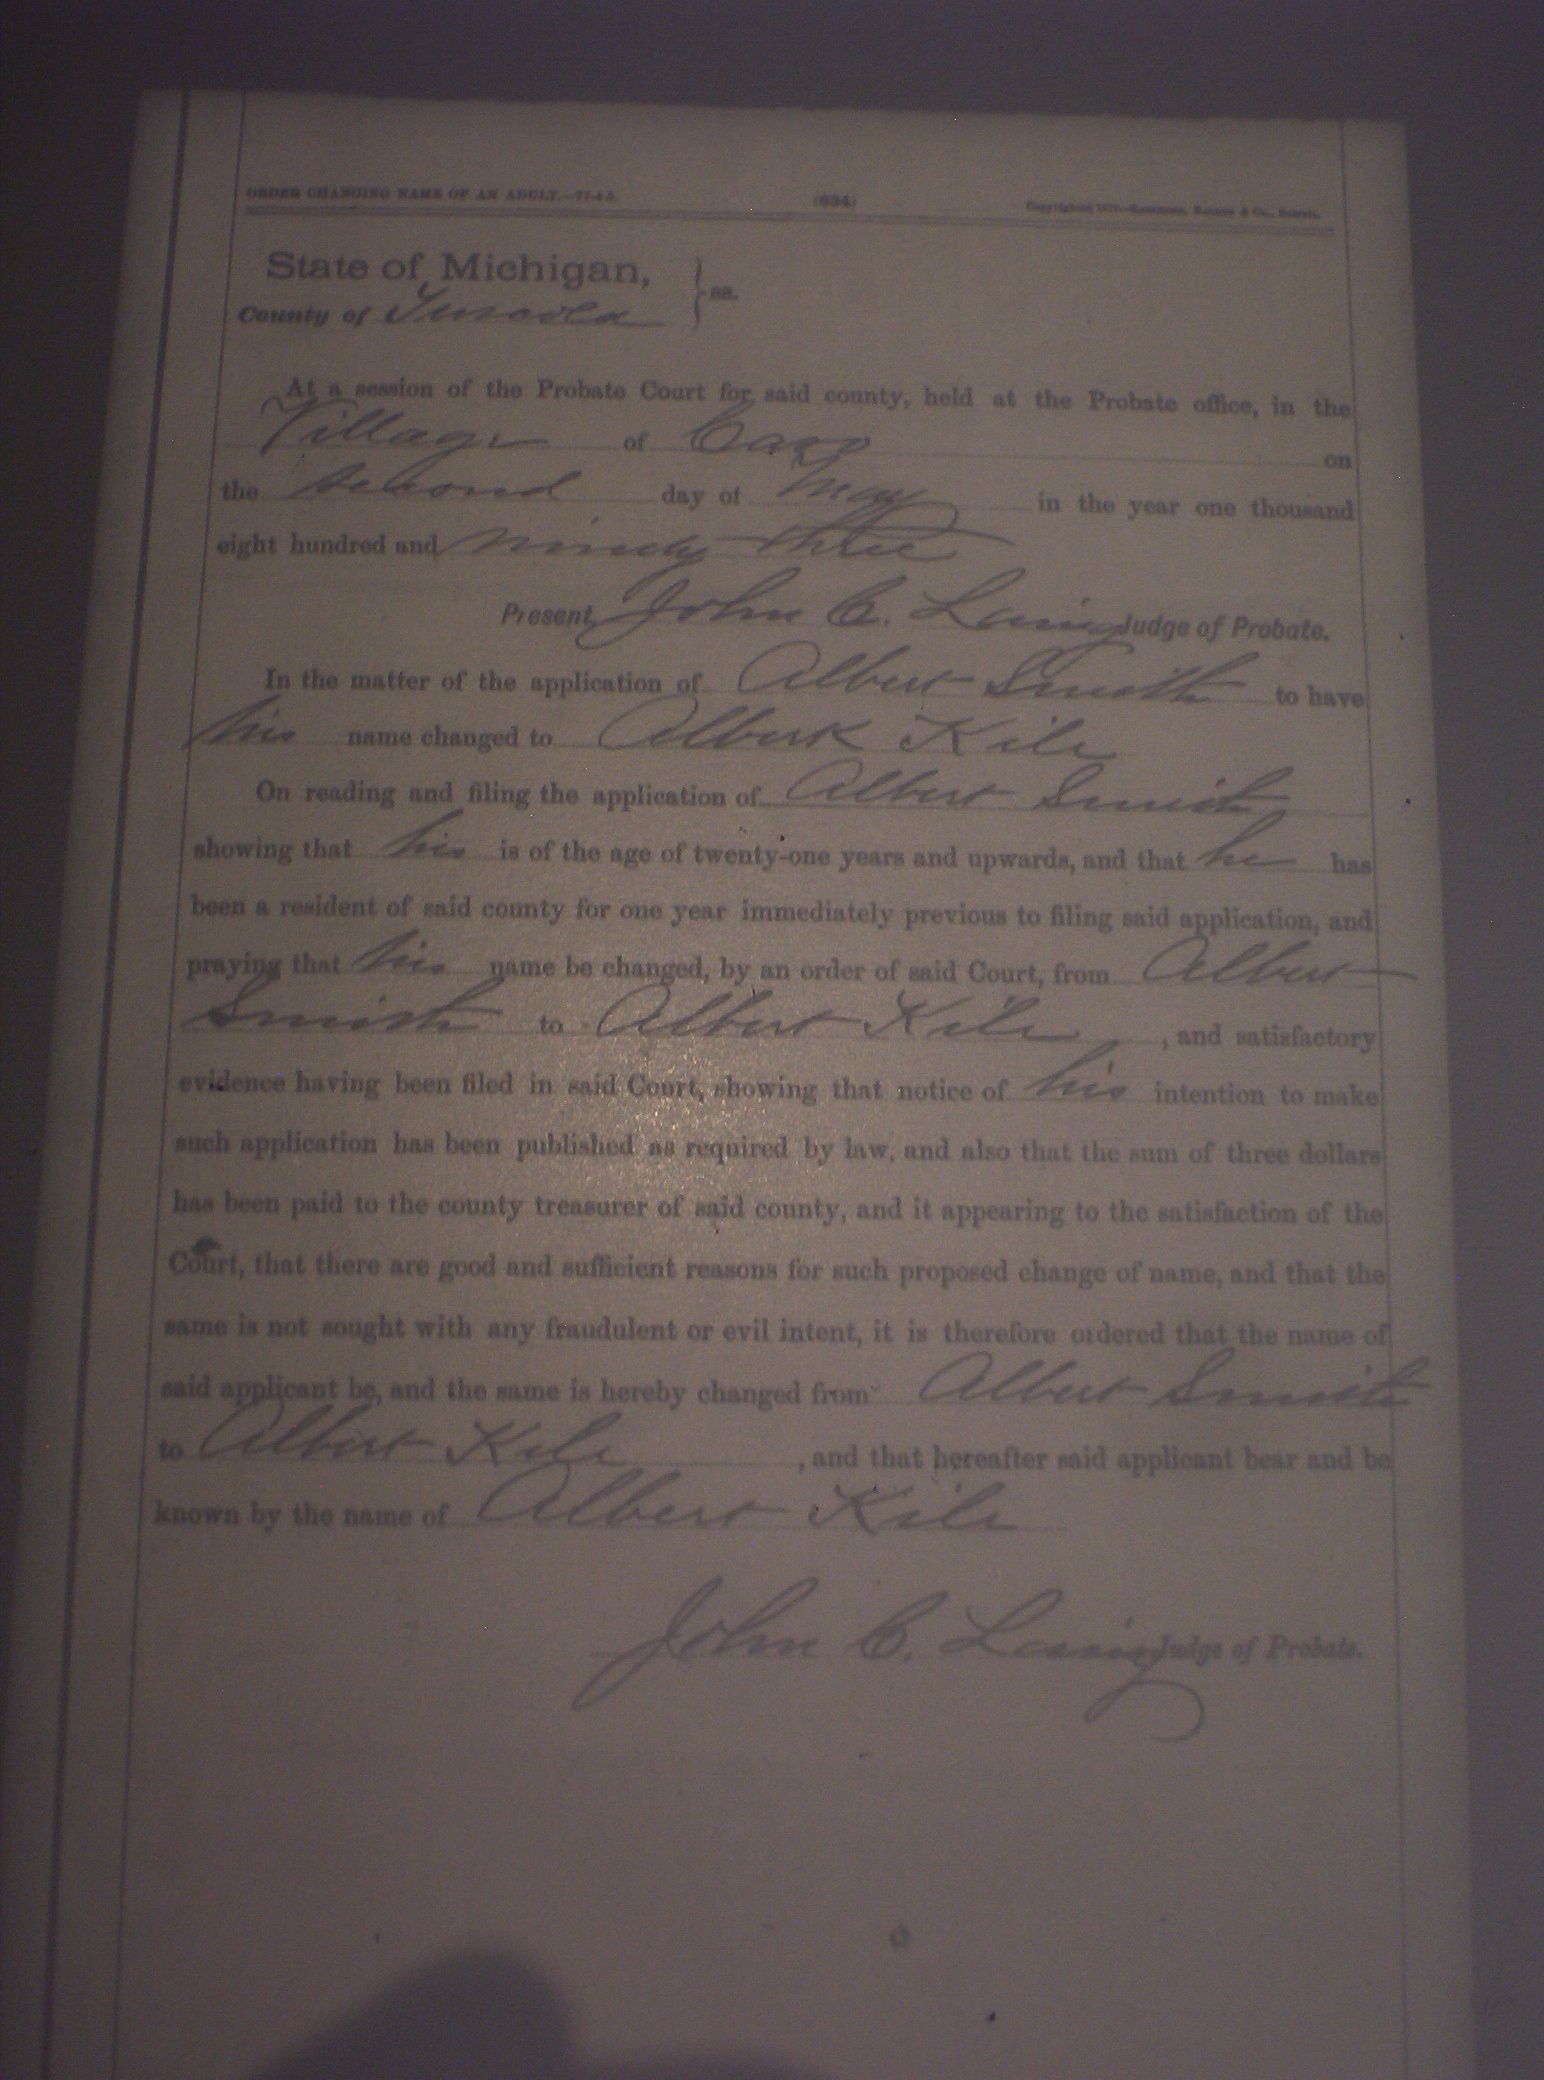 ORDER CHANGING NAME OF AN ADULT.—77-4-5. (634)
State of Michigan, } ss.
County of Tuscola
At a session of the Probate Court for said county, held at the Probate office, in the
Village of Caro on
the second day of May in the year one thousand
eight hundred and ninety three
Present, John C. Laing Judge of Probate.
In the matter of the application of Albert Smith to have
his name changed to Albert Kile
On reading and filing the application of Albert Smith
showing that his is of the age of twenty-one years and upwards, and that he has
been a resident of said county for one year immediately previous to filing said application, and
praying that his name be changed, by an order of said Court, from Albert
Smith to Albert Kile, and satisfactory
evidence having been filed in said Court, showing that notice of his intention to make
such application has been published as required by law, and also that the sum of three dollars
has been paid to the county treasurer of said county, and it appearing to the satisfaction of the
Court, that there are good and sufficient reasons for such proposed change of name, and that the
same is not sought with any fraudulent or evil intent, it is therefore ordered that the name of
said applicant be, and the same is hereby changed from Albert Smith
to Albert Kile, and that hereafter said applicant bear and be
known by the name of Albert Kile
John C. Laing Judge of Probate.